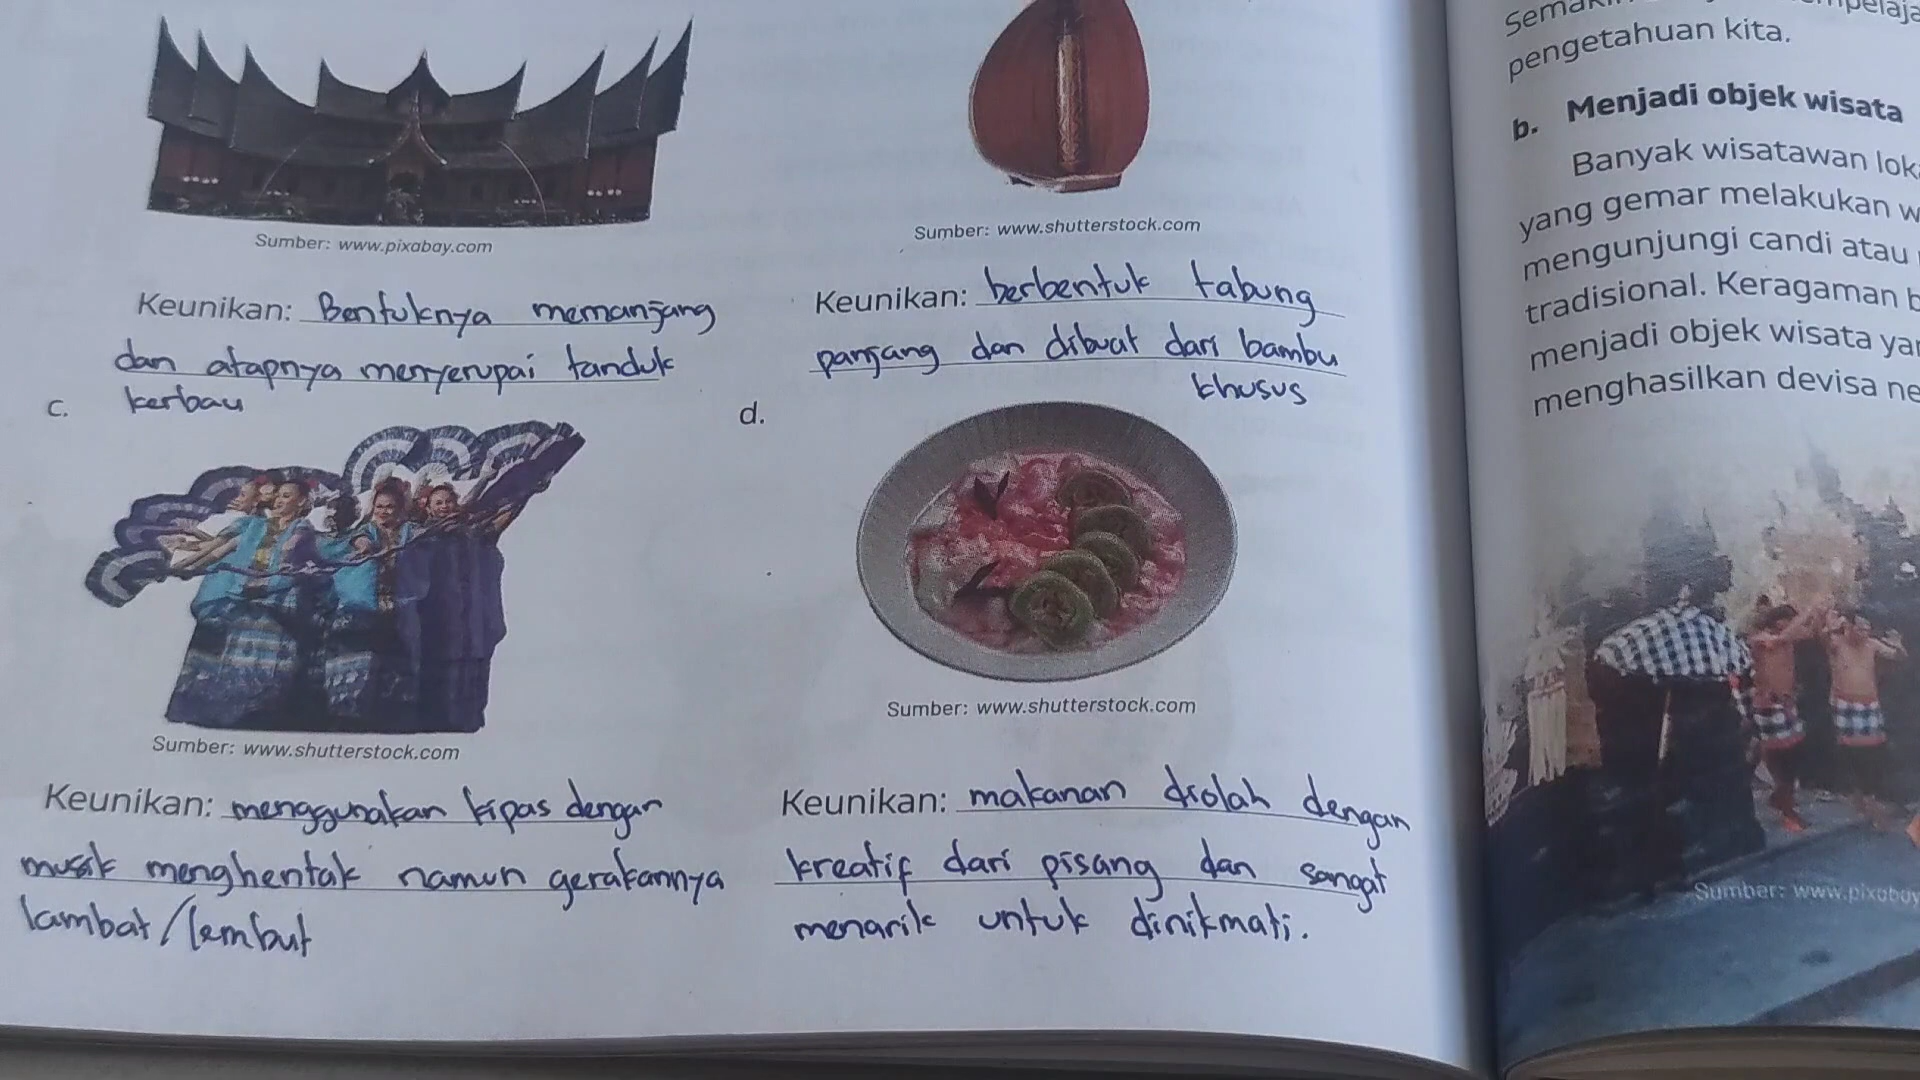 Sumber: www.pixabay.com
Keunikan: Bentuknya memanjang
dan atapnya menyerupai tanduk
kerbau
Sumber: www.shutterstock.com
Keunikan: berbentuk tabung
panjang dan dibuat dari bambu
khusus
c.
Sumber: www.shutterstock.com
Keunikan: menggunakan kipas dengan
musik menghentak namun gerakannya
lambat/lembut
d.
Sumber: www.shutterstock.com
Keunikan: makanan diolah dengan
kreatif dari pisang dan sangat
menarik untuk dinikmati.
pengetahuan kita.
b. Menjadi objek wisata
Banyak wisatawan lok
yang gemar melakukan w
mengunjungi candi atau
tradisional. Keragaman b
menjadi objek wisata ya
menghasilkan devisa ne
Sumber: www.pixabay